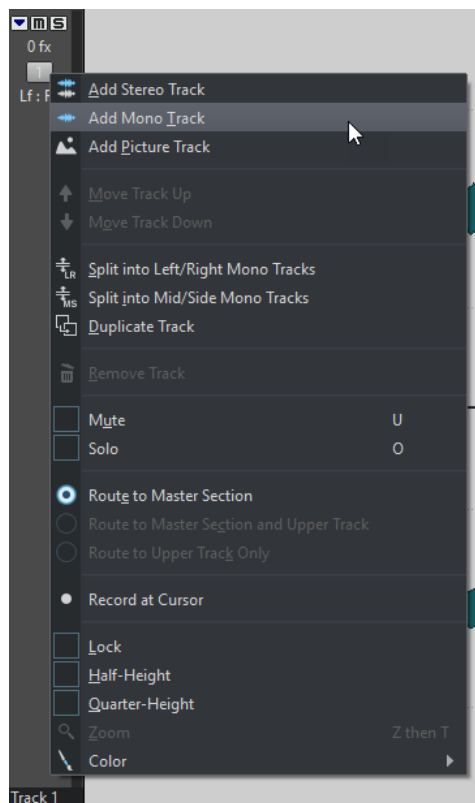 m S
0 fx
1
Lf : F
Add Stereo Track
Add Mono Track
Add Picture Track
Move Track Up
Move Track Down
LR Split into Left/Right Mono Tracks
MS Split into Mid/Side Mono Tracks
Duplicate Track
Remove Track
Mute U
Solo O
Route to Master Section
Route to Master Section and Upper Track
Route to Upper Track Only
Record at Cursor
Lock
Half-Height
Quarter-Height
Zoom Z then T
Color
Track 1